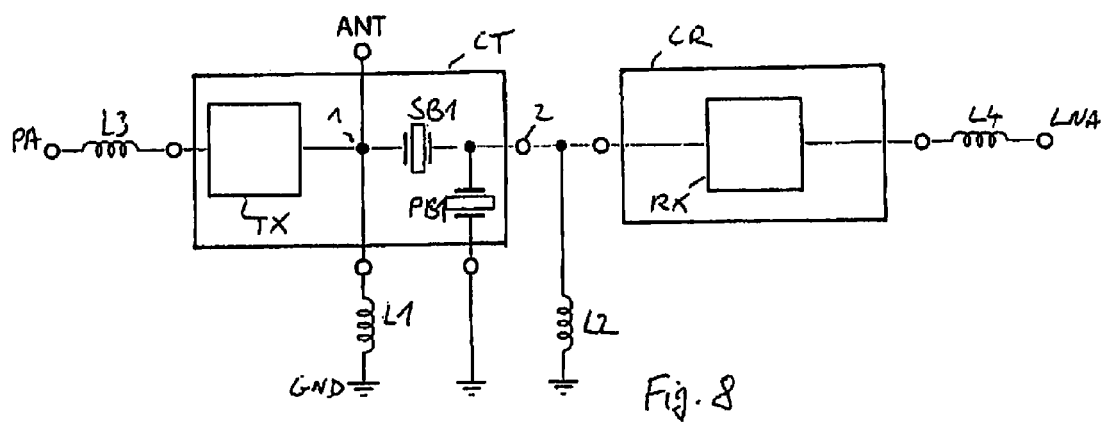 ANT
CT
CR
PA
L3
1
SB1
2
L4
LNA
TX
PB1
RX
L1
L2
GND
Fig. 8